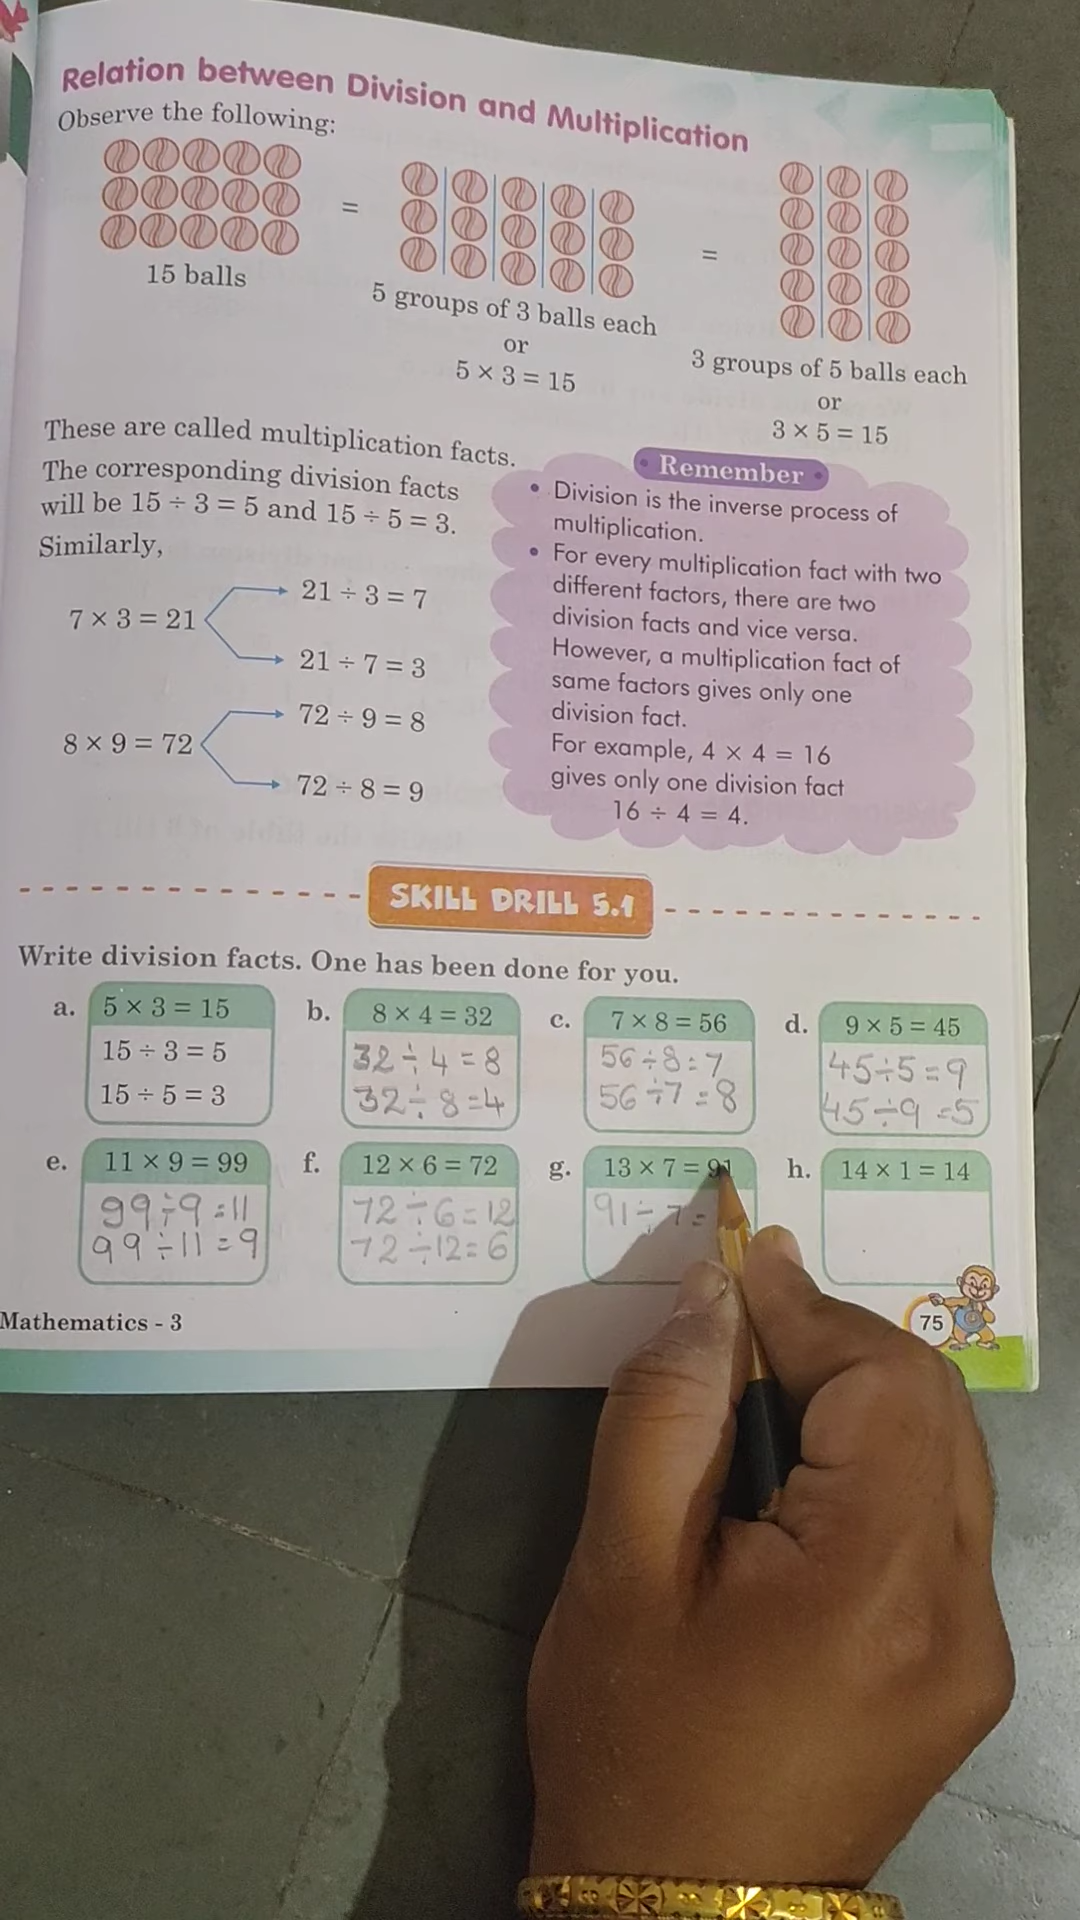 Relation between Division and Multiplication
Observe the following:
=
=
15 balls
5 groups of 3 balls each
or
5 × 3 = 15
3 groups of 5 balls each
or
3 × 5 = 15
These are called multiplication facts.
The corresponding division facts
will be 15 ÷ 3 = 5 and 15 ÷ 5 = 3.
Similarly,
7 × 3 = 21
21 ÷ 3 = 7
21 ÷ 7 = 3
8 × 9 = 72
72 ÷ 9 = 8
72 ÷ 8 = 9
• Remember •
• Division is the inverse process of
multiplication.
• For every multiplication fact with two
different factors, there are two
division facts and vice versa.
However, a multiplication fact of
same factors gives only one
division fact.
For example, 4 × 4 = 16
gives only one division fact
16 ÷ 4 = 4.
SKILL DRILL 5.1
Write division facts. One has been done for you.
a. 5 × 3 = 15
15 ÷ 3 = 5
15 ÷ 5 = 3
b. 8 × 4 = 32
32 ÷ 4 = 8
32 ÷ 8 = 4
c. 7 × 8 = 56
56 ÷ 8 = 7
56 ÷ 7 = 8
d. 9 × 5 = 45
45 ÷ 5 = 9
45 ÷ 9 = 5
e. 11 × 9 = 99
99 ÷ 9 = 11
99 ÷ 11 = 9
f. 12 × 6 = 72
72 ÷ 6 = 12
72 ÷ 12 = 6
g. 13 × 7 = 91
91 ÷ 7 =
h. 14 × 1 = 14
Mathematics - 3
75